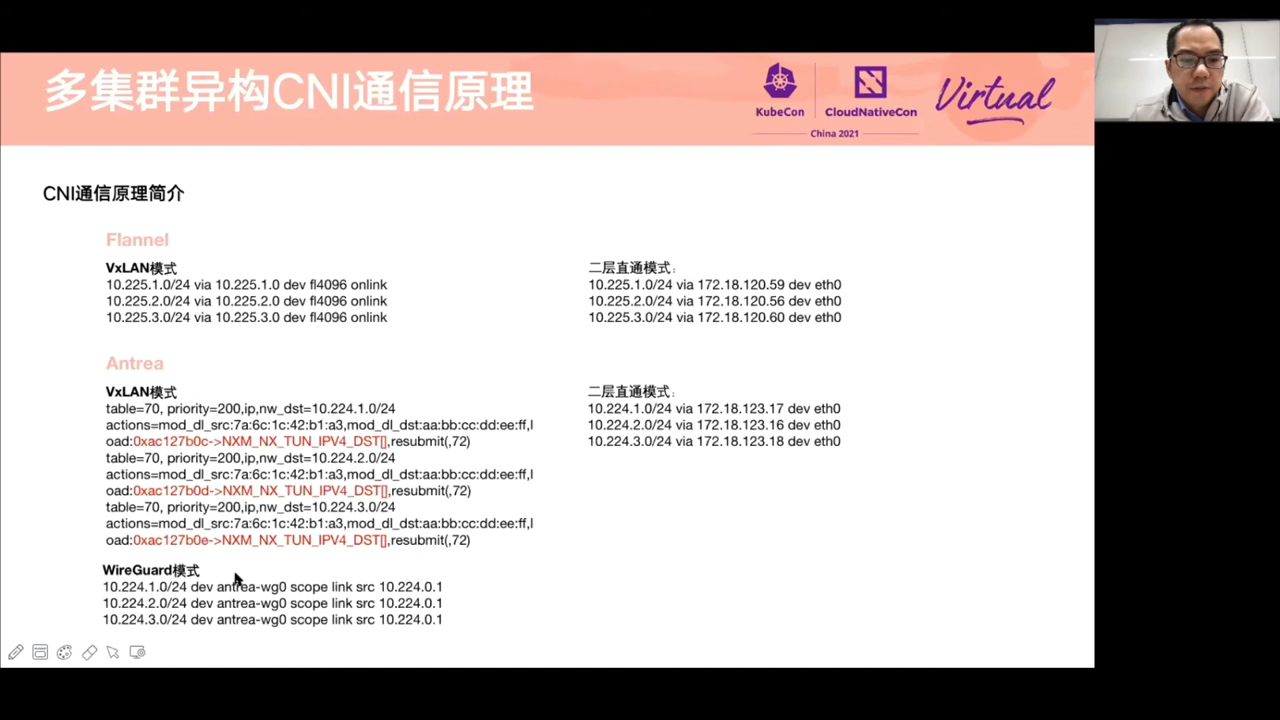 多集群异构CNI通信原理
KubeCon
CloudNativeCon
Virtual
China 2021
CNI通信原理简介
Flannel
VxLAN模式
10.225.1.0/24 via 10.225.1.0 dev fl4096 onlink
10.225.2.0/24 via 10.225.2.0 dev fl4096 onlink
10.225.3.0/24 via 10.225.3.0 dev fl4096 onlink
二层直通模式：
10.225.1.0/24 via 172.18.120.59 dev eth0
10.225.2.0/24 via 172.18.120.56 dev eth0
10.225.3.0/24 via 172.18.120.60 dev eth0
Antrea
VxLAN模式
table=70, priority=200,ip,nw_dst=10.224.1.0/24
actions=mod_dl_src:7a:6c:1c:42:b1:a3,mod_dl_dst:aa:bb:cc:dd:ee:ff,l
oad:0xac127b0c->NXM_NX_TUN_IPV4_DST[],resubmit(,72)
table=70, priority=200,ip,nw_dst=10.224.2.0/24
actions=mod_dl_src:7a:6c:1c:42:b1:a3,mod_dl_dst:aa:bb:cc:dd:ee:ff,l
oad:0xac127b0d->NXM_NX_TUN_IPV4_DST[],resubmit(,72)
table=70, priority=200,ip,nw_dst=10.224.3.0/24
actions=mod_dl_src:7a:6c:1c:42:b1:a3,mod_dl_dst:aa:bb:cc:dd:ee:ff,l
oad:0xac127b0e->NXM_NX_TUN_IPV4_DST[],resubmit(,72)
二层直通模式：
10.224.1.0/24 via 172.18.123.17 dev eth0
10.224.2.0/24 via 172.18.123.16 dev eth0
10.224.3.0/24 via 172.18.123.18 dev eth0
WireGuard模式
10.224.1.0/24 dev antrea-wg0 scope link src 10.224.0.1
10.224.2.0/24 dev antrea-wg0 scope link src 10.224.0.1
10.224.3.0/24 dev antrea-wg0 scope link src 10.224.0.1